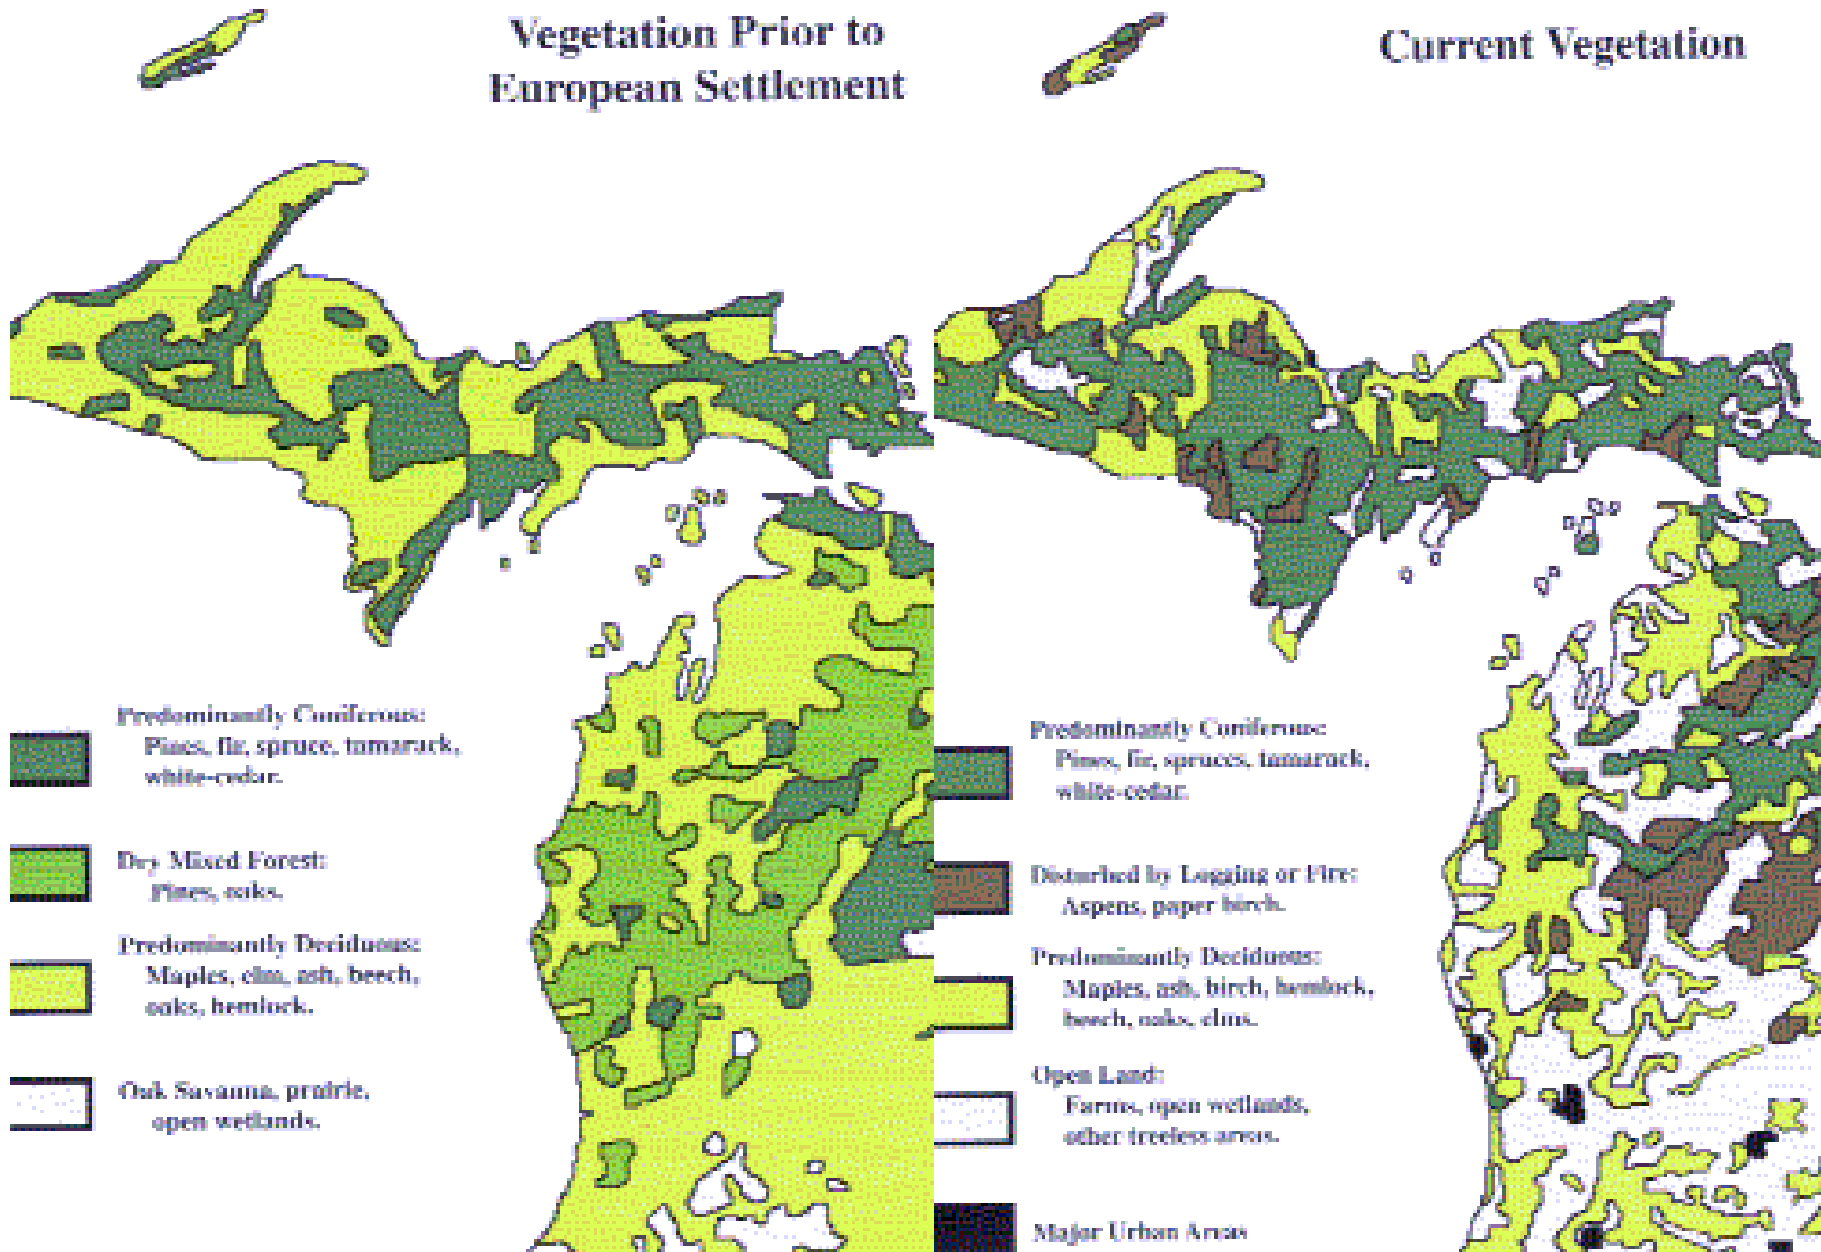 Vegetation Prior to
European Settlement
Predominantly Coniferous:
Pines, fir, spruce, tamarack,
white-cedar.
Dry Mixed Forest:
Pines, oaks.
Predominantly Deciduous:
Maples, elm, ash, beech,
oaks, hemlock.
Oak Savanna, prairie,
open wetlands.
Current Vegetation
Predominantly Coniferous:
Pines, fir, spruces, tamarack,
white-cedar.
Disturbed by Logging or Fire:
Aspens, paper birch.
Predominantly Deciduous:
Maples, ash, birch, hemlock,
beech, oaks, elms.
Open Land:
Farms, open wetlands,
other treeless areas.
Major Urban Areas